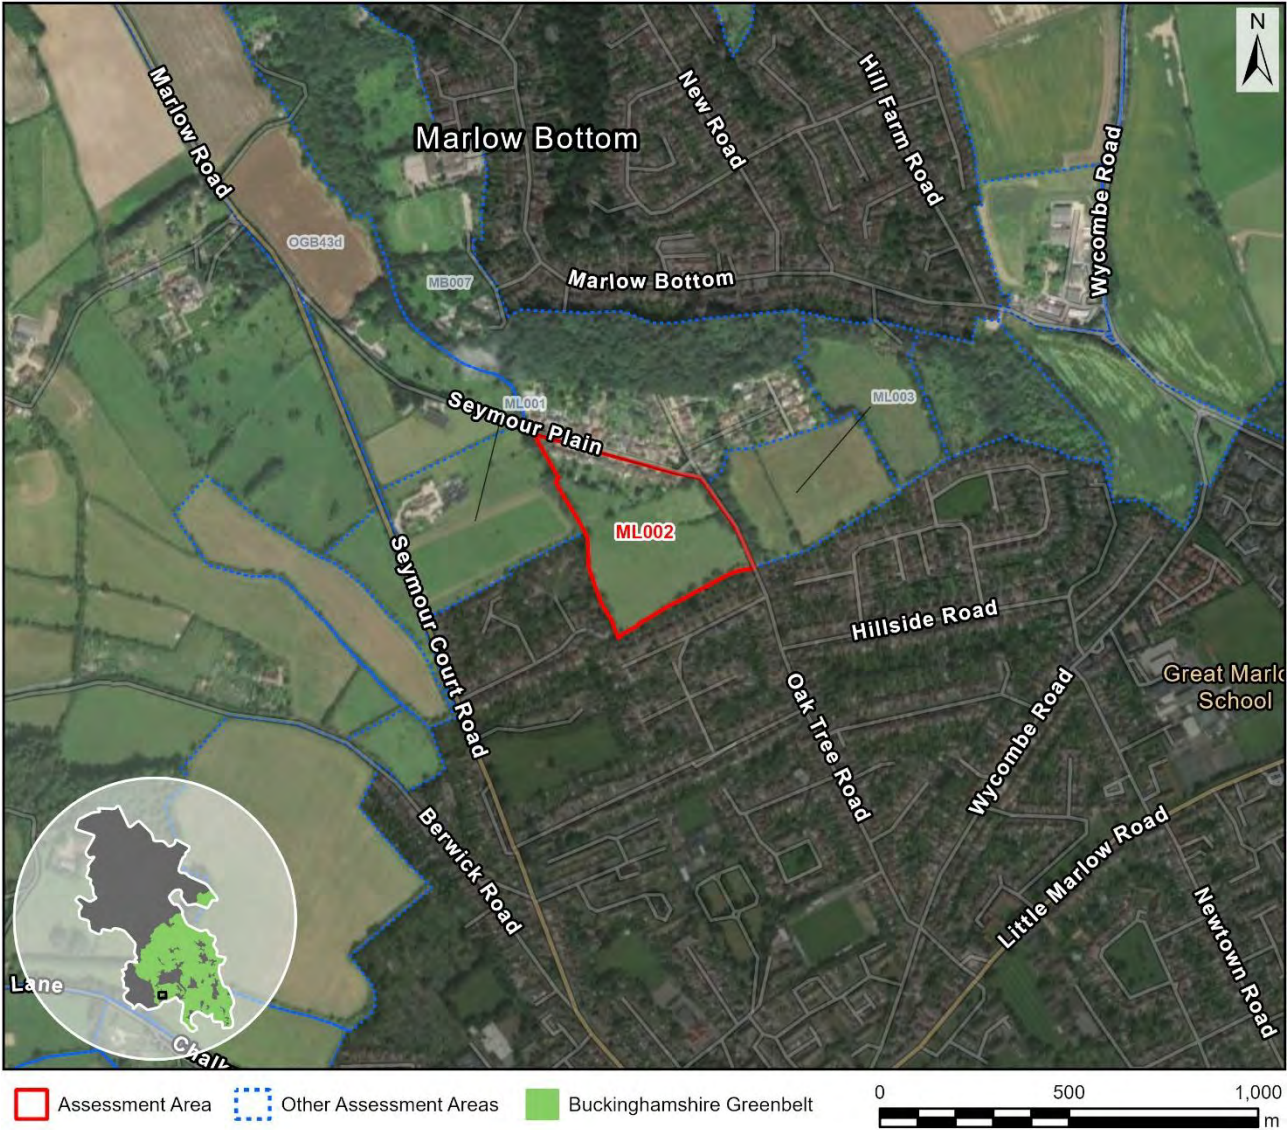 N
Marlow Road
New Road
Hill Farm Road
Marlow Bottom
Wycombe Road
OGB43d
MB007
Marlow Bottom
ML001
Seymour Plain
ML003
ML002
Seymour Court Road
Hillside Road
Great Marlo
School
Oak Tree Road
Wycombe Road
Berwick Road
Little Marlow Road
Newtown Road
Lane
Chalk
Assessment Area
Other Assessment Areas
Buckinghamshire Greenbelt
0 500 1,000
m